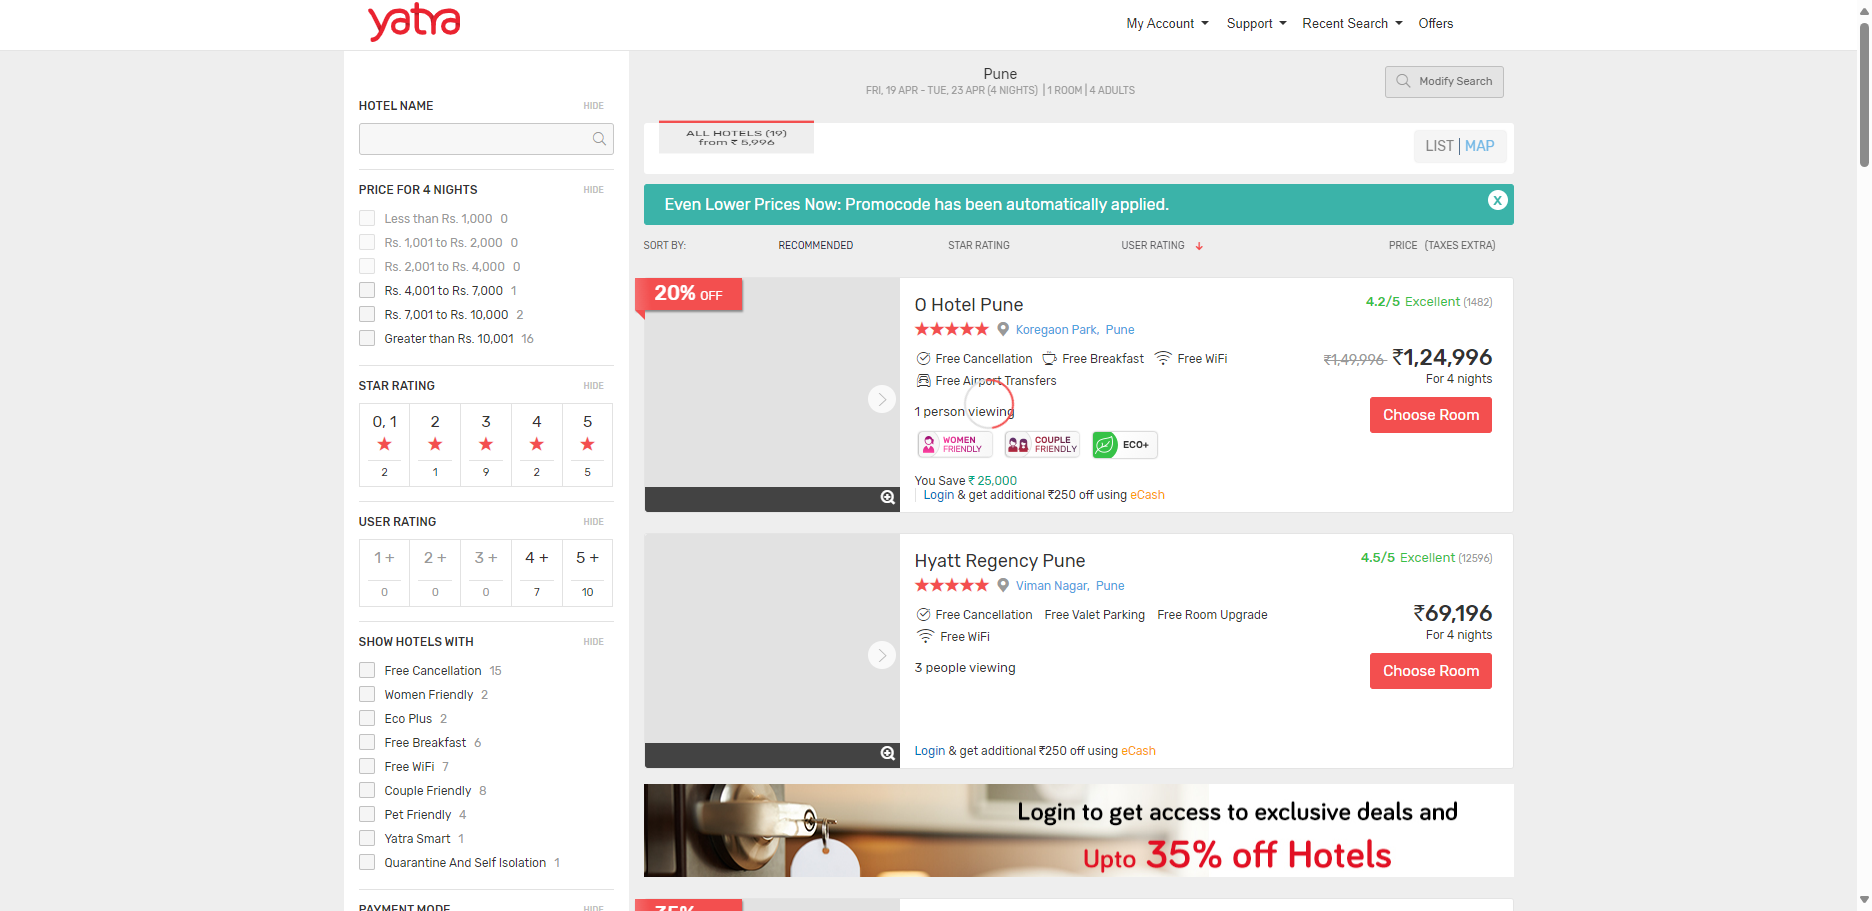 yatra
My Account Support Recent Search Offers
Pune
FRI, 19 APR - TUE, 23 APR (4 NIGHTS) | 1 ROOM | 4 ADULTS
Modify Search
HOTEL NAME HIDE
PRICE FOR 4 NIGHTS HIDE
Less than Rs. 1,000 0
Rs. 1,001 to Rs. 2,000 0
Rs. 2,001 to Rs. 4,000 0
Rs. 4,001 to Rs. 7,000 1
Rs. 7,001 to Rs. 10,000 2
Greater than Rs. 10,001 16
STAR RATING HIDE
0, 1 2 3 4 5
2 1 9 2 5
USER RATING HIDE
1 + 2 + 3 + 4 + 5 +
0 0 0 7 10
SHOW HOTELS WITH HIDE
Free Cancellation 15
Women Friendly 2
Eco Plus 2
Free Breakfast 6
Free WiFi 7
Couple Friendly 8
Pet Friendly 4
Yatra Smart 1
Quarantine And Self Isolation 1
PAYMENT MODE HIDE
ALL HOTELS (19)
from ₹ 5,996
LIST | MAP
Even Lower Prices Now: Promocode has been automatically applied. X
SORT BY: RECOMMENDED STAR RATING USER RATING PRICE (TAXES EXTRA)
20% OFF
O Hotel Pune
4.2/5 Excellent (1482)
Koregaon Park, Pune
Free Cancellation Free Breakfast Free WiFi
₹1,49,996 ₹1,24,996
Free Airport Transfers
For 4 nights
1 person viewing
Choose Room
WOMEN FRIENDLY
COUPLE FRIENDLY
ECO+
You Save ₹ 25,000
Login & get additional ₹250 off using eCash
Hyatt Regency Pune
4.5/5 Excellent (12596)
Viman Nagar, Pune
Free Cancellation Free Valet Parking Free Room Upgrade
₹69,196
Free WiFi
For 4 nights
3 people viewing
Choose Room
Login & get additional ₹250 off using eCash
Login to get access to exclusive deals and
Upto 35% off Hotels
35%